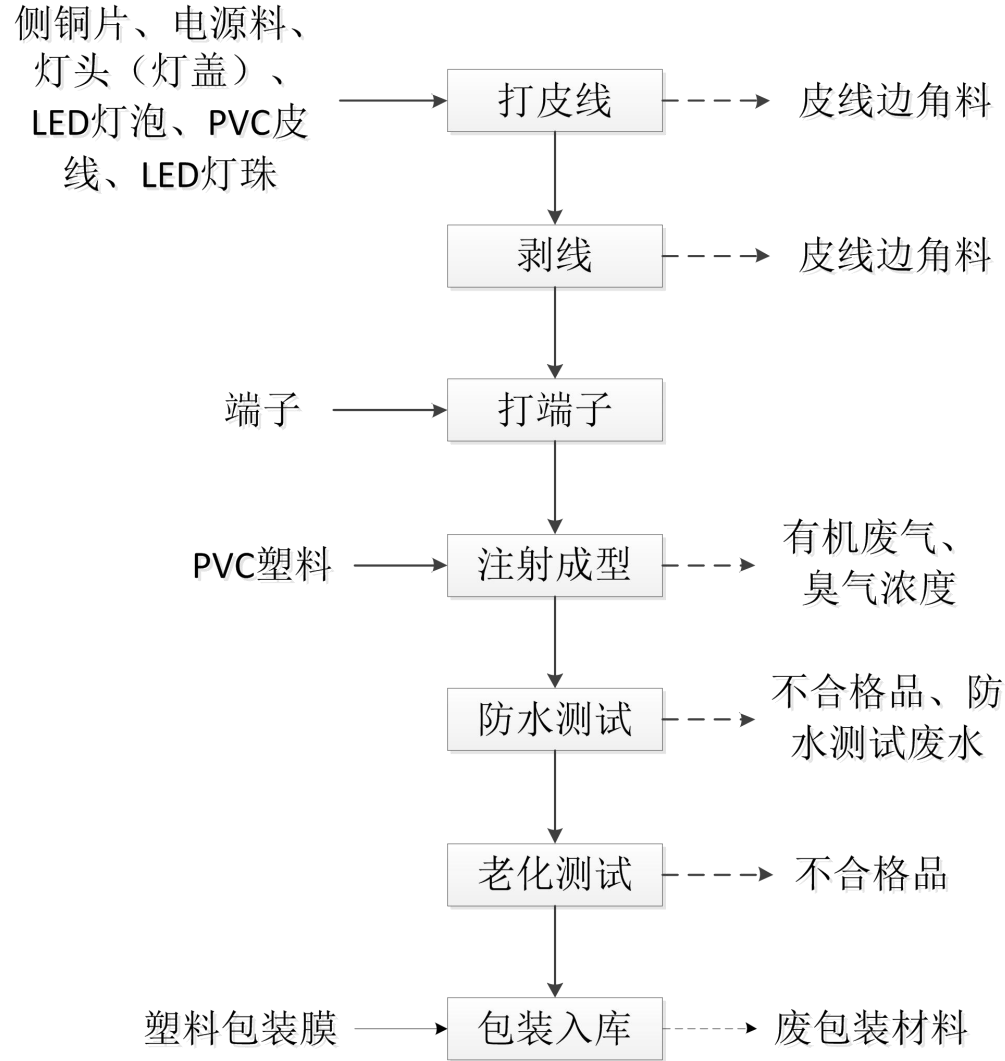 侧铜片、电源料、
灯头（灯盖）、
LED灯泡、PVC皮
线、LED灯珠
打皮线
皮线边角料
剥线
皮线边角料
端子
打端子
PVC塑料
注射成型
有机废气、
臭气浓度
防水测试
不合格品、防
水测试废水
老化测试
不合格品
塑料包装膜
包装入库
废包装材料